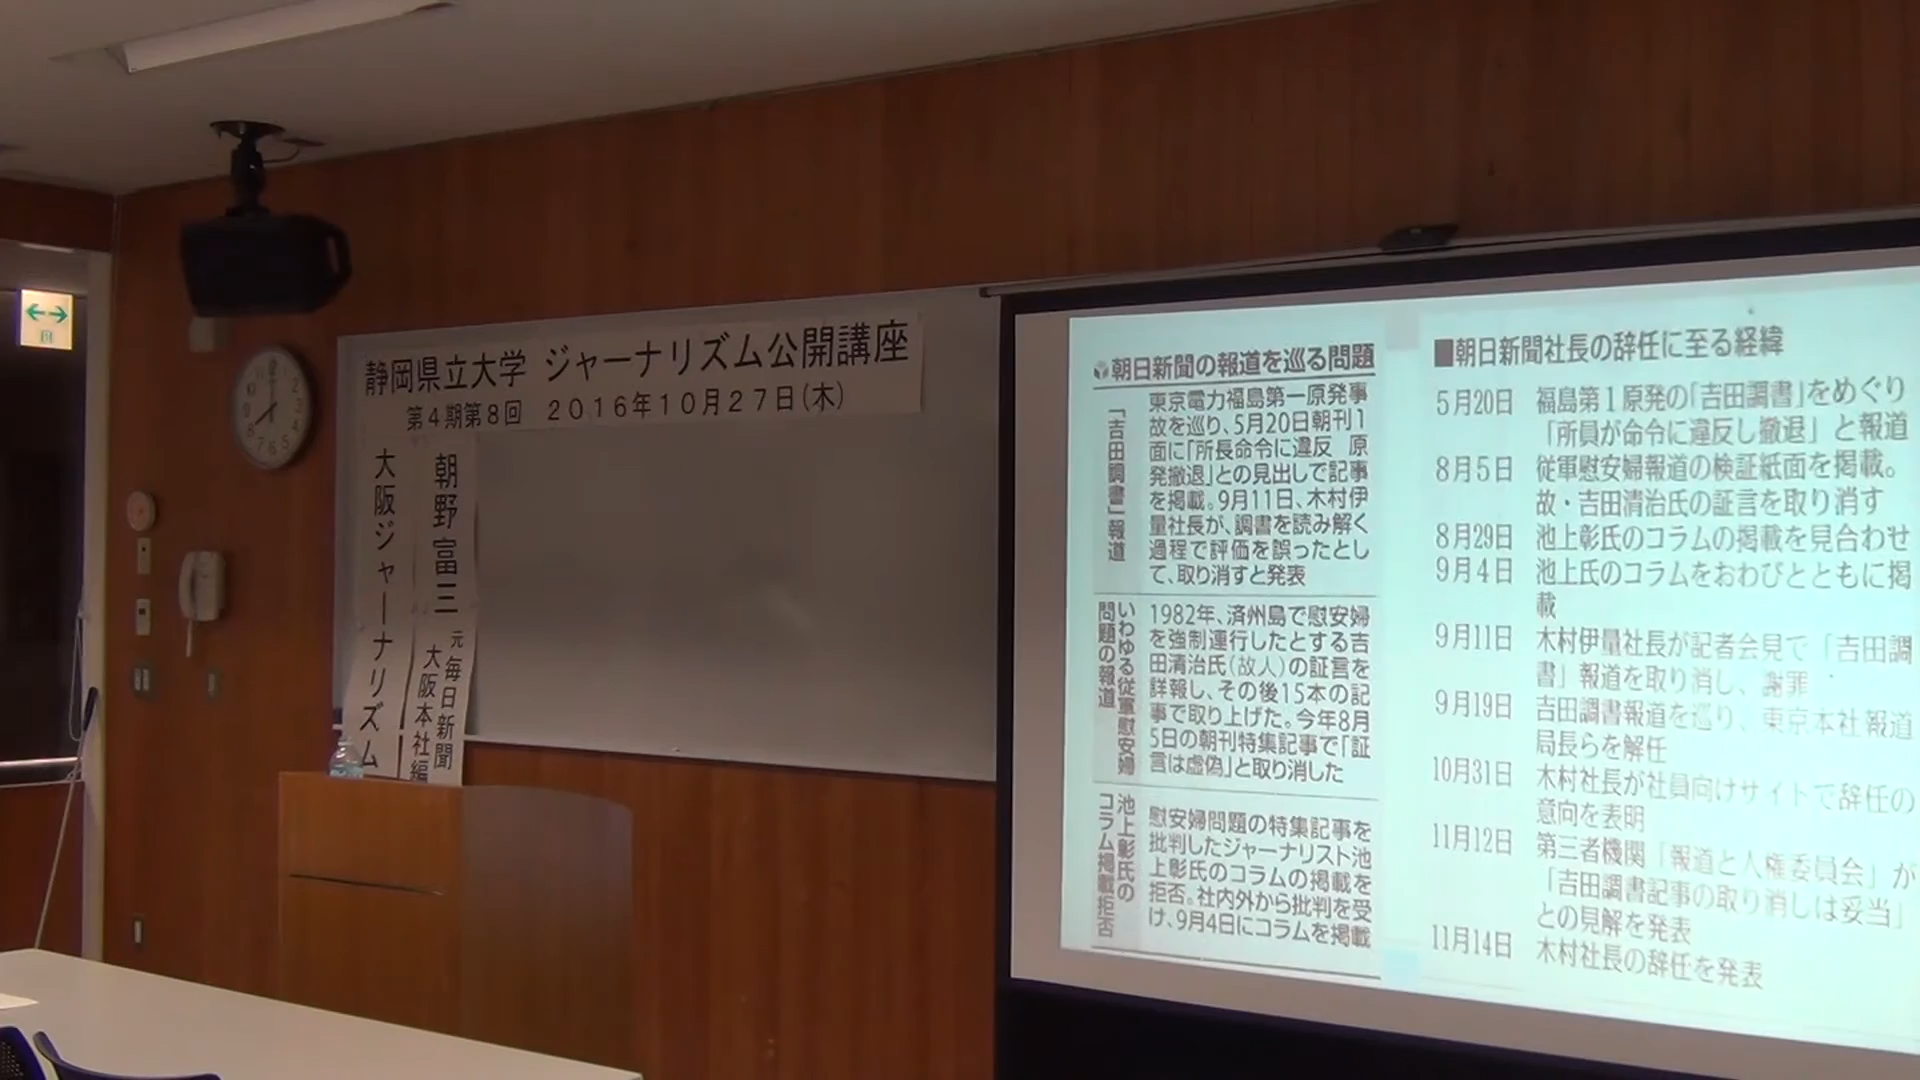 静岡県立大学 ジャーナリズム公開講座
第4期第8回 2016年10月27日(木)
朝野富三
元毎日新聞
大阪本社編
大阪ジャーナリズム
朝日新聞の報道を巡る問題
「吉田調書」報道
東京電力福島第一原発事
故を巡り、5月20日朝刊1
面に「所長命令に違反 原
発撤退」との見出しで記事
を掲載。9月11日、木村伊
量社長が、調書を読み解く
過程で評価を誤ったとし
て、取り消すと発表
いわゆる従軍慰安婦
問題の報道
1982年、済州島で慰安婦
を強制連行したとする吉
田清治氏(故人)の証言を
詳報し、その後15本の記
事で取り上げた。今年8月
5日の朝刊特集記事で「証
言は虚偽」と取り消した
池上彰氏の
コラム掲載拒否
慰安婦問題の特集記事を
批判したジャーナリスト池
上彰氏のコラムの掲載を
拒否。社内外から批判を受
け、9月4日にコラムを掲載
■朝日新聞社長の辞任に至る経緯
5月20日 福島第1原発の「吉田調書」をめぐり
「所員が命令に違反し撤退」と報道
8月5日 従軍慰安婦報道の検証紙面を掲載。
故・吉田清治氏の証言を取り消す
8月29日 池上彰氏のコラムの掲載を見合わせ
9月4日 池上氏のコラムをおわびとともに掲
載
9月11日 木村伊量社長が記者会見で「吉田調
書」報道を取り消し、謝罪
9月19日 吉田調書報道を巡り、東京本社報道
局長らを解任
10月31日 木村社長が社員向けサイトで辞任の
意向を表明
11月12日 第三者機関「報道と人権委員会」が
「吉田調書記事の取り消しは妥当」
との見解を発表
11月14日 木村社長の辞任を発表